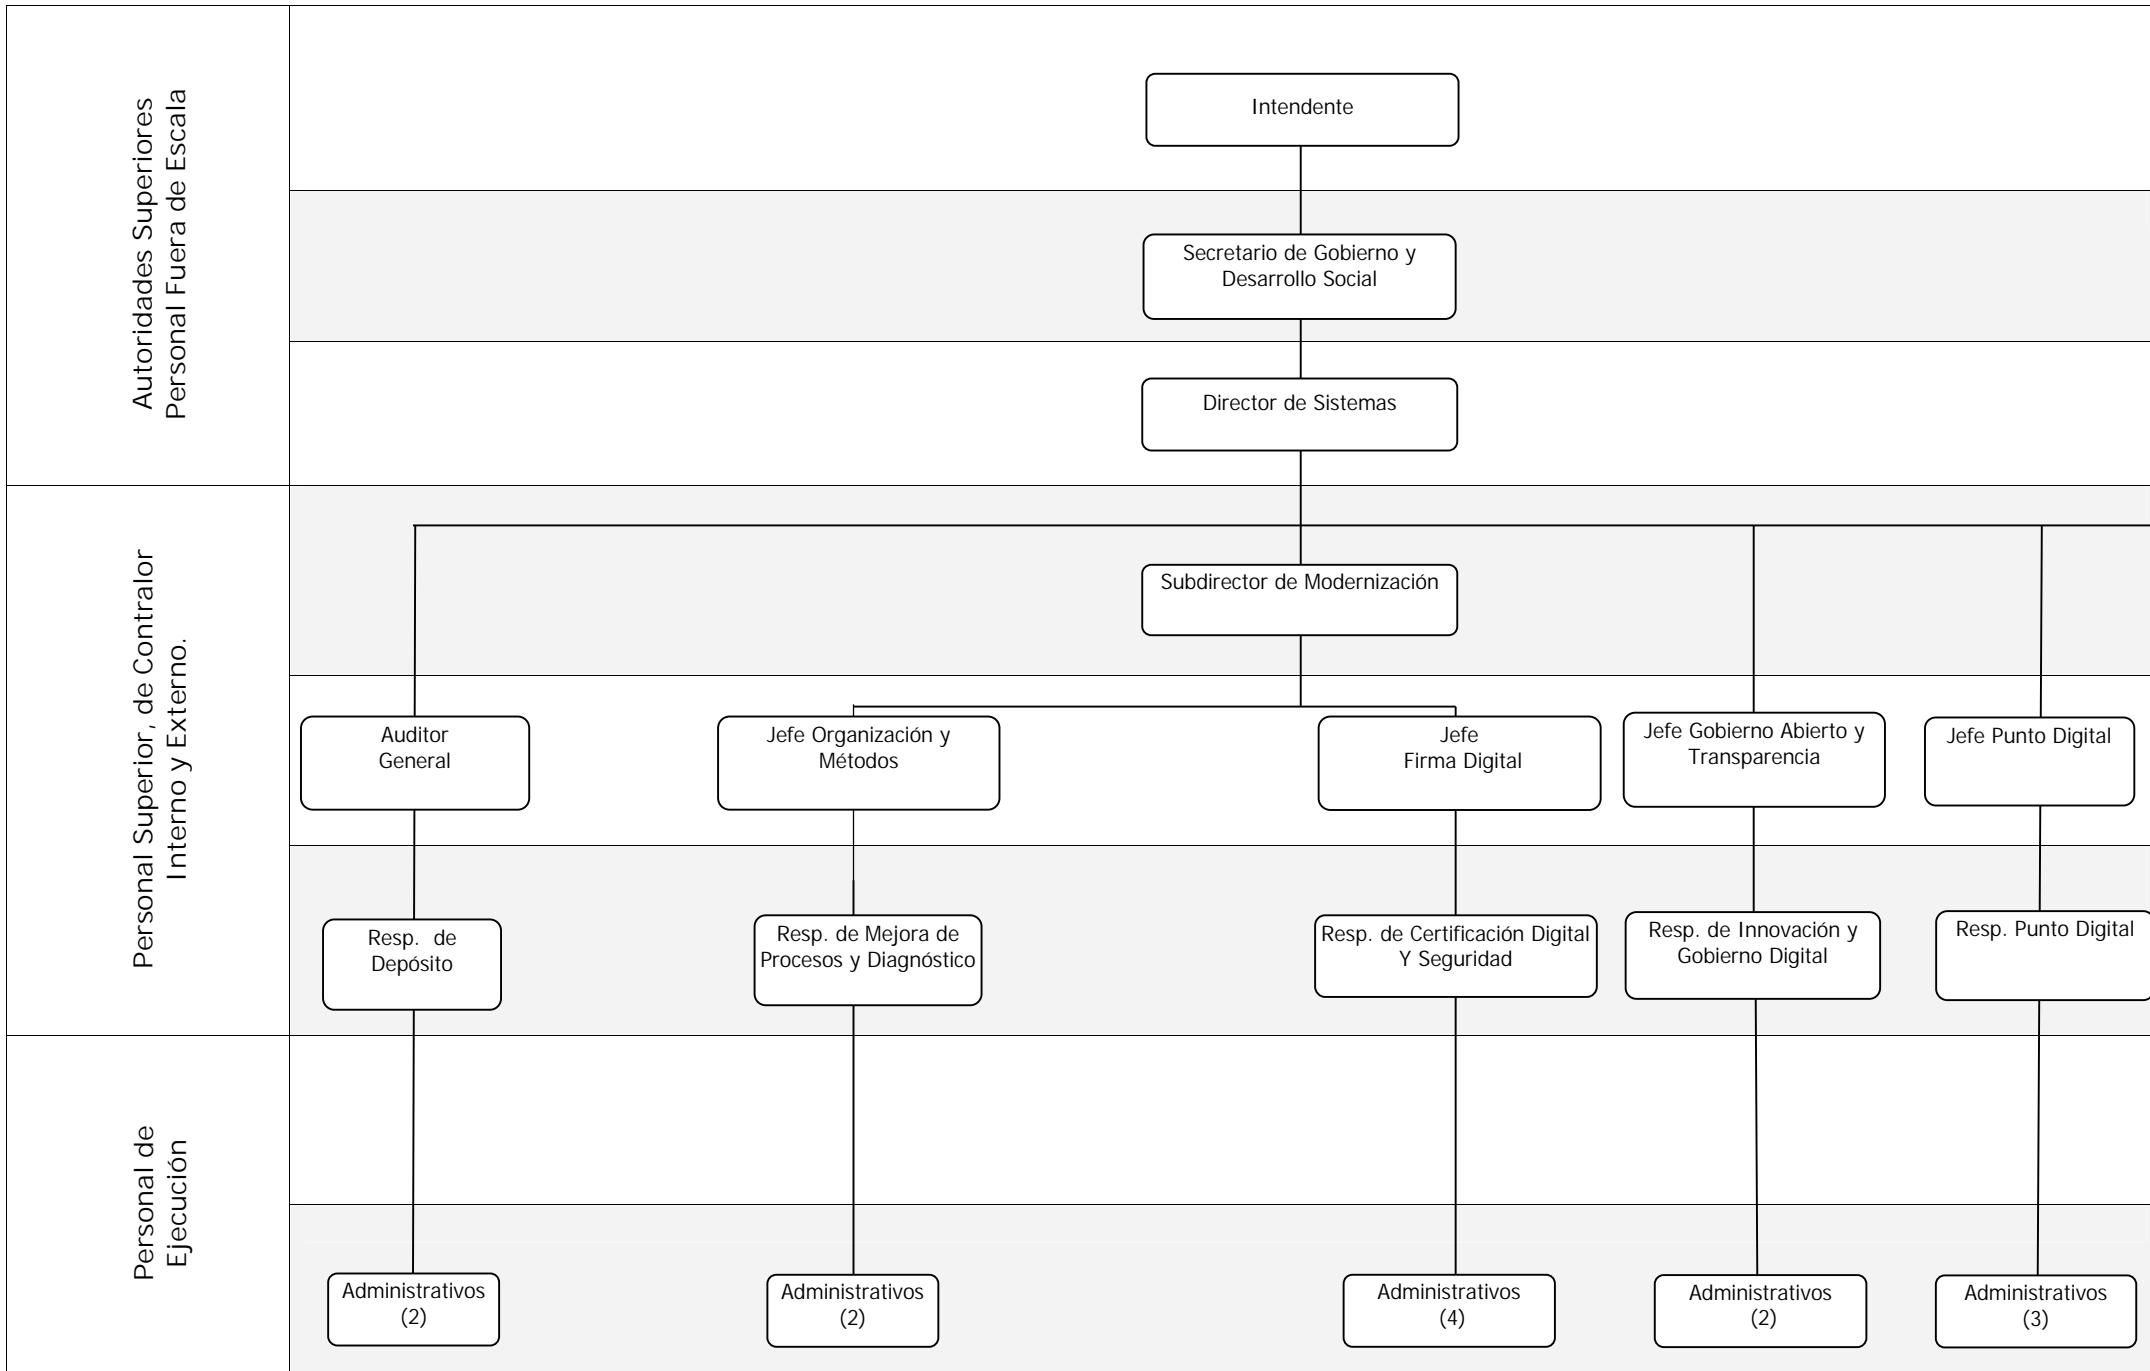 Autoridades Superiores
Personal Fuera de Escala
Intendente
Secretario de Gobierno y
Desarrollo Social
Director de Sistemas
Personal Superior, de Contralor
Interno y Externo.
Subdirector de Modernización
Auditor
General
Jefe Organización y
Métodos
Jefe
Firma Digital
Jefe Gobierno Abierto y
Transparencia
Jefe Punto Digital
Resp. de
Depósito
Resp. de Mejora de
Procesos y Diagnóstico
Resp. de Certificación Digital
Y Seguridad
Resp. de Innovación y
Gobierno Digital
Resp. Punto Digital
Personal de
Ejecución
Administrativos
(2)
Administrativos
(2)
Administrativos
(4)
Administrativos
(2)
Administrativos
(3)